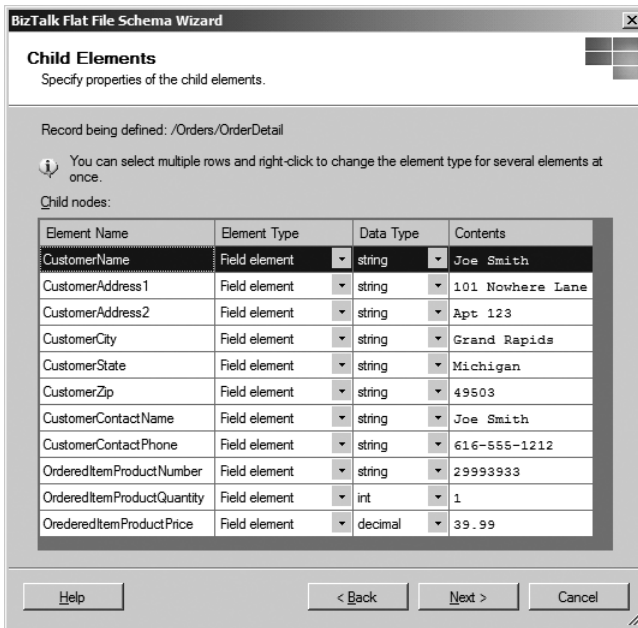 BizTalk Flat File Schema Wizard
Child Elements
Specify properties of the child elements.
Record being defined: /Orders/OrderDetail
You can select multiple rows and right-click to change the element type for several elements at
once.
Child nodes:
Element Name Element Type Data Type Contents
CustomerName Field element string Joe Smith
CustomerAddress1 Field element string 101 Nowhere Lane
CustomerAddress2 Field element string Apt 123
CustomerCity Field element string Grand Rapids
CustomerState Field element string Michigan
CustomerZip Field element string 49503
CustomerContactName Field element string Joe Smith
CustomerContactPhone Field element string 616-555-1212
OrderedItemProductNumber Field element string 29993933
OrderedItemProductQuantity Field element int 1
OrederedItemProductPrice Field element decimal 39.99
Help < Back Next > Cancel